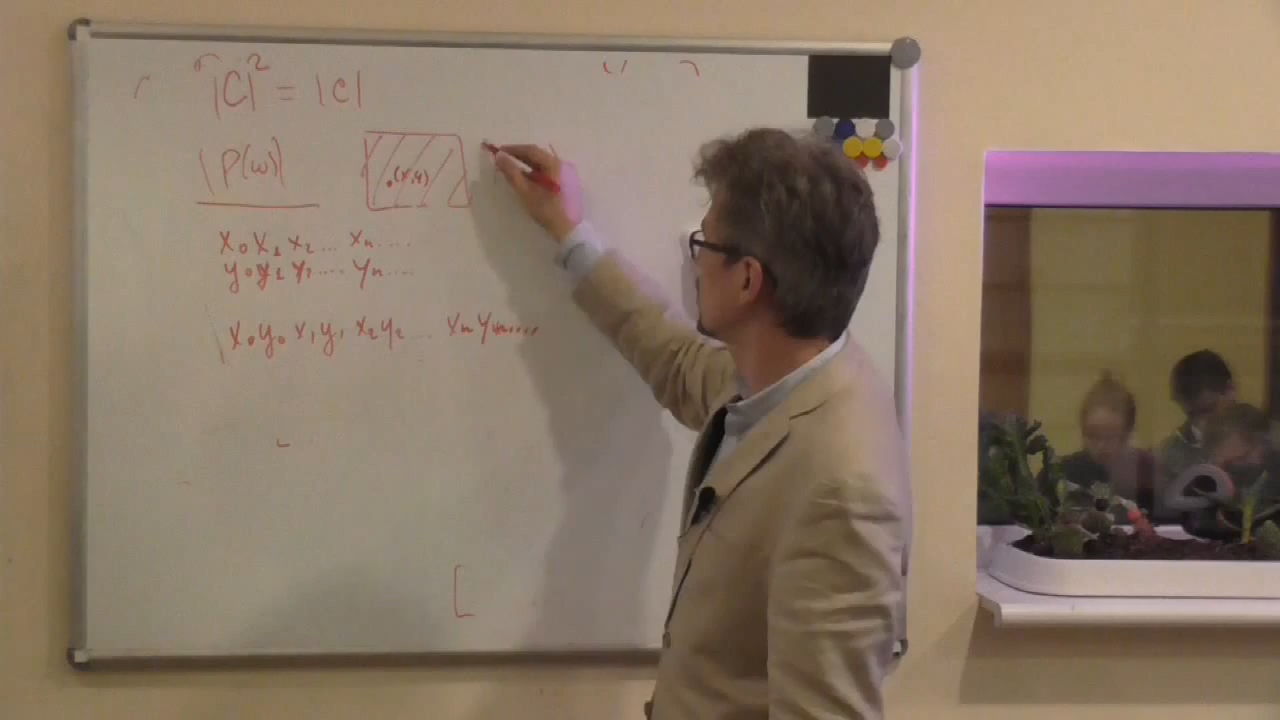 |C|² = |C|
|P(ω)|
(x,y)
x₀ x₁ x₂ ... xₙ ....
y₀ y₁ y₂ .... yₙ ....
x₀y₀ x₁y₁ x₂y₂ ... xₙyₙ....